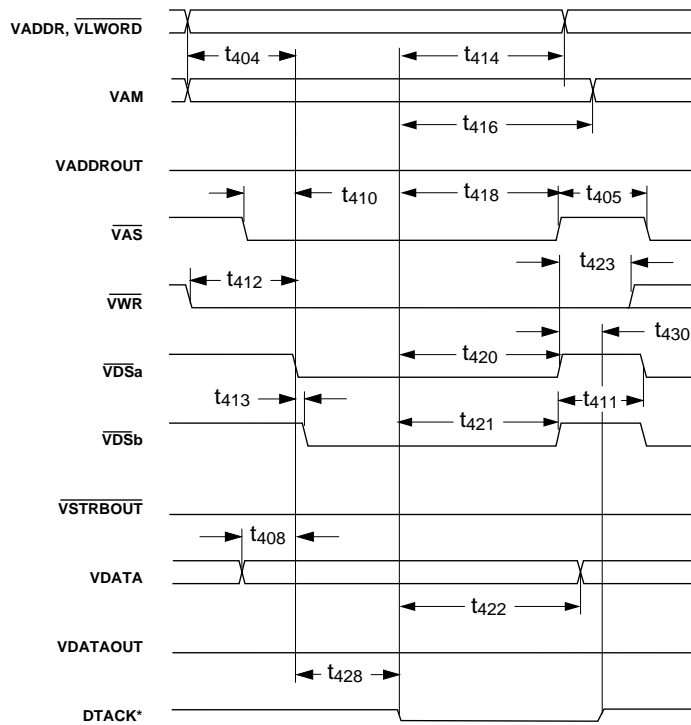 VADDR, VLWORD
t404
t414
VAM
t416
VADDROUT
t410
t418
t405
VAS
t423
t412
VWR
t430
VDSa
t420
t413
t411
VDSb
t421
VSTRBOUT
t408
VDATA
t422
VDATAOUT
t428
DTACK*